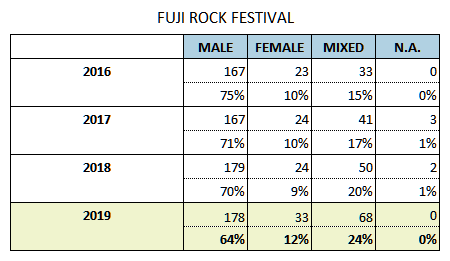 FUJI ROCK FESTIVAL
MALE FEMALE MIXED N.A.
2016 167 23 33 0
75% 10% 15% 0%
2017 167 24 41 3
71% 10% 17% 1%
2018 179 24 50 2
70% 9% 20% 1%
2019 178 33 68 0
64% 12% 24% 0%